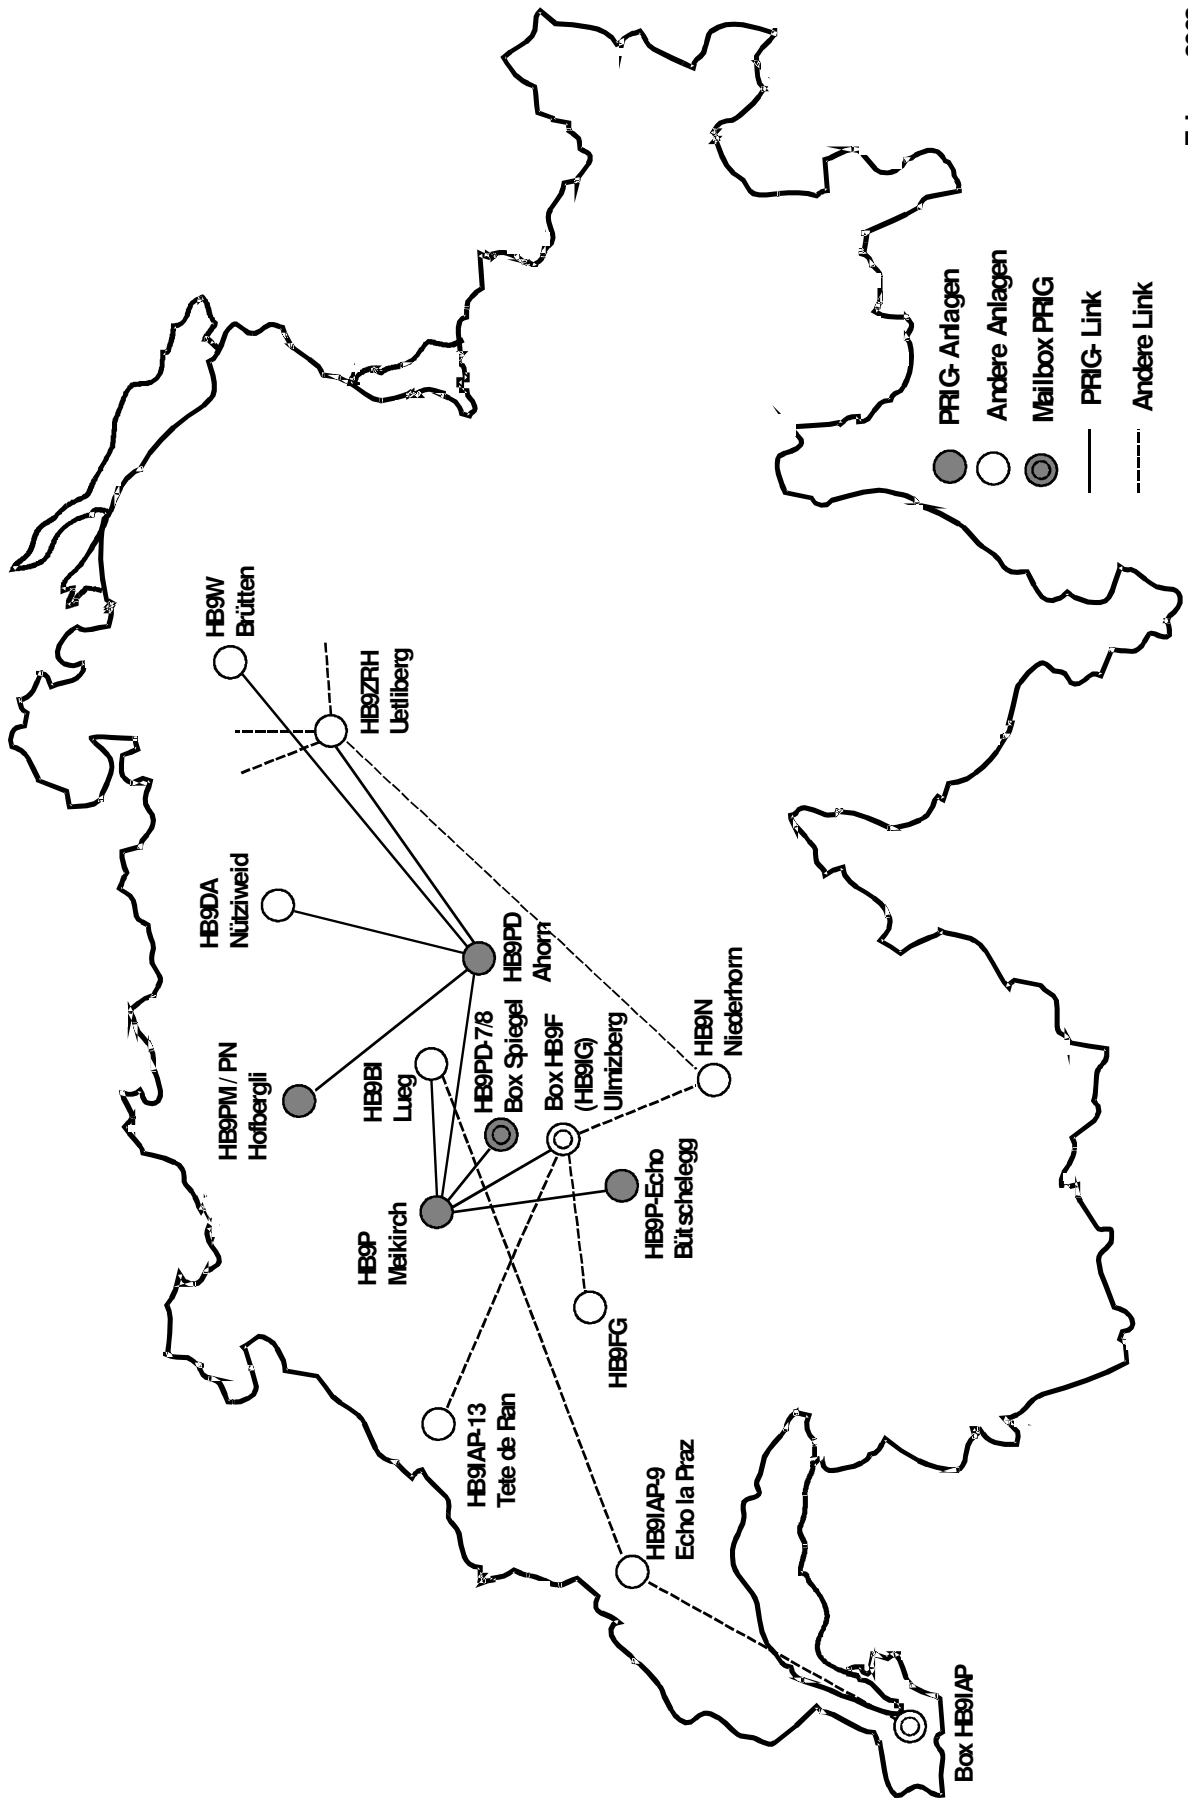 HB9W
Brütten
HB9ZRH
Uetliberg
HB9DA
Nütziweid
HB9PD
Ahorn
HB9PM / PN
Hofbergli
HB9BI
Lueg
HB9PD-7/8
Box Spiegel
Box HB9F
(HB9IG)
Ulmizberg
HB9N
Niederhorn
HB9P
Meikirch
HB9P-Echo
Bütschelegg
HB9FG
HB9IAP-13
Tete de Ran
HB9IAP-9
Echo la Praz
Box HB9IAP
PRIG- Anlagen
Andere Anlagen
Mailbox PRIG
PRIG- Link
Andere Link